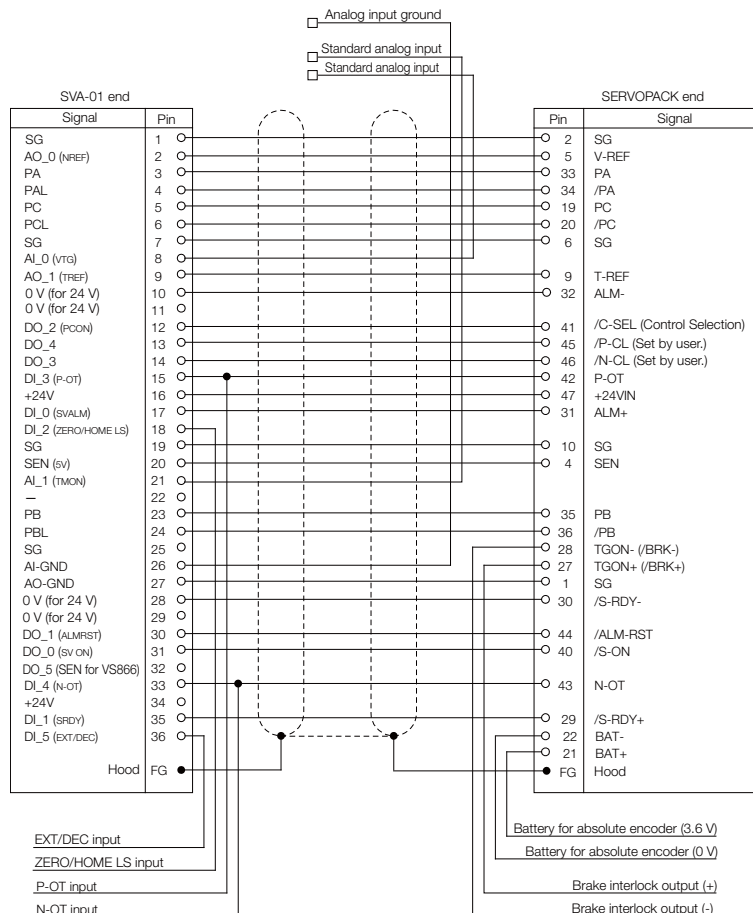 Analog input ground
Standard analog input
Standard analog input
SVA-01 end
SERVOPACK end
Signal Pin
Pin Signal
SG 1 2 SG
AO_0 (NREF) 2 5 V-REF
PA 3 33 PA
PAL 4 34 /PA
PC 5 19 PC
PCL 6 20 /PC
SG 7 6 SG
AI_0 (VTG) 8
AO_1 (TREF) 9 9 T-REF
0 V (for 24 V) 10 32 ALM-
0 V (for 24 V) 11
DO_2 (PCON) 12 41 /C-SEL (Control Selection)
DO_4 13 45 /P-CL (Set by user.)
DO_3 14 46 /N-CL (Set by user.)
DI_3 (P-OT) 15 42 P-OT
+24V 16 47 +24VIN
DI_0 (SVALM) 17 31 ALM+
DI_2 (ZERO/HOME LS) 18
SG 19 10 SG
SEN (5V) 20 4 SEN
AI_1 (TMON) 21
— 22
PB 23 35 PB
PBL 24 36 /PB
SG 25 28 TGON- (/BRK-)
AI-GND 26 27 TGON+ (/BRK+)
AO-GND 27 1 SG
0 V (for 24 V) 28 30 /S-RDY-
0 V (for 24 V) 29
DO_1 (ALMRST) 30 44 /ALM-RST
DO_0 (SV ON) 31 40 /S-ON
DO_5 (SEN for VS866) 32
DI_4 (N-OT) 33 43 N-OT
+24V 34
DI_1 (SRDY) 35 29 /S-RDY+
DI_5 (EXT/DEC) 36 22 BAT-
21 BAT+
Hood FG FG Hood
EXT/DEC input
Battery for absolute encoder (3.6 V)
ZERO/HOME LS input
Battery for absolute encoder (0 V)
P-OT input
Brake interlock output (+)
N-OT input
Brake interlock output (-)